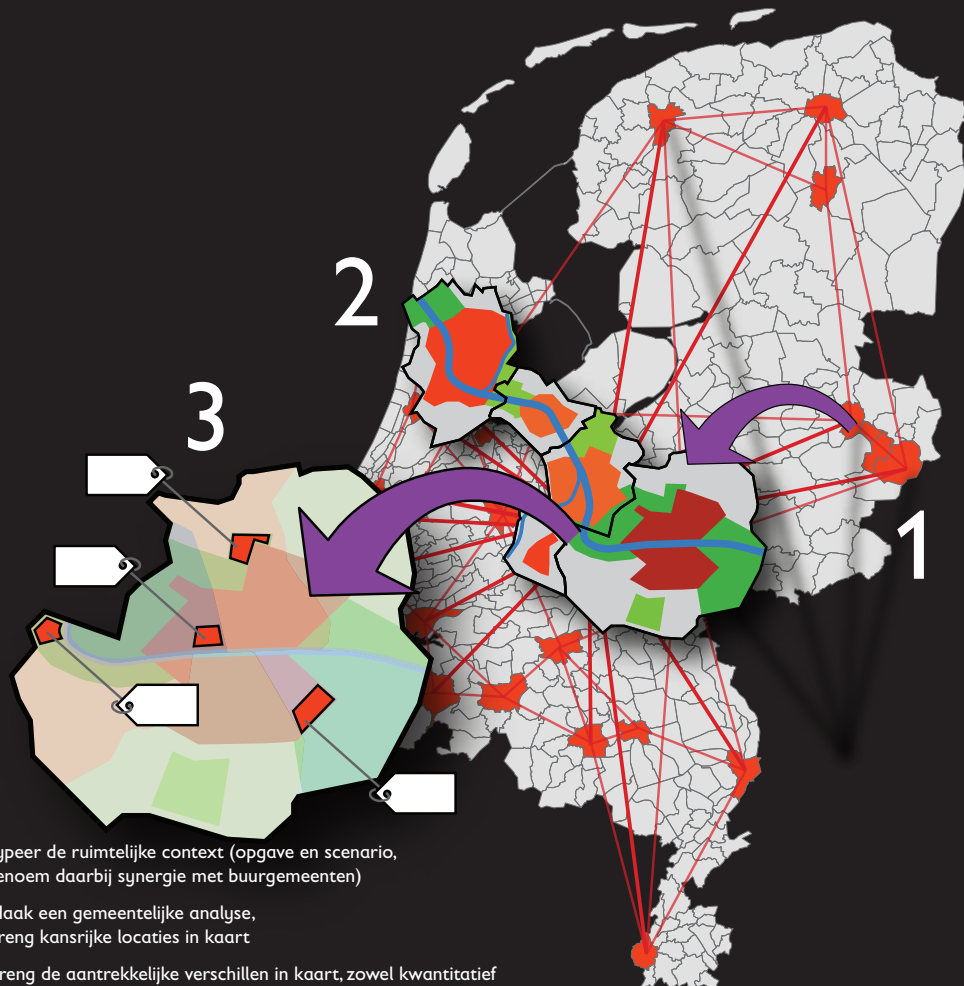 2
3
1
ypeer de ruimtelijke context (opgave en scenario,
enoem daarbij synergie met buurgemeenten)
aak een gemeentelijke analyse,
reng kansrijke locaties in kaart
reng de aantrekkelijke verschillen in kaart, zowel kwantitatief